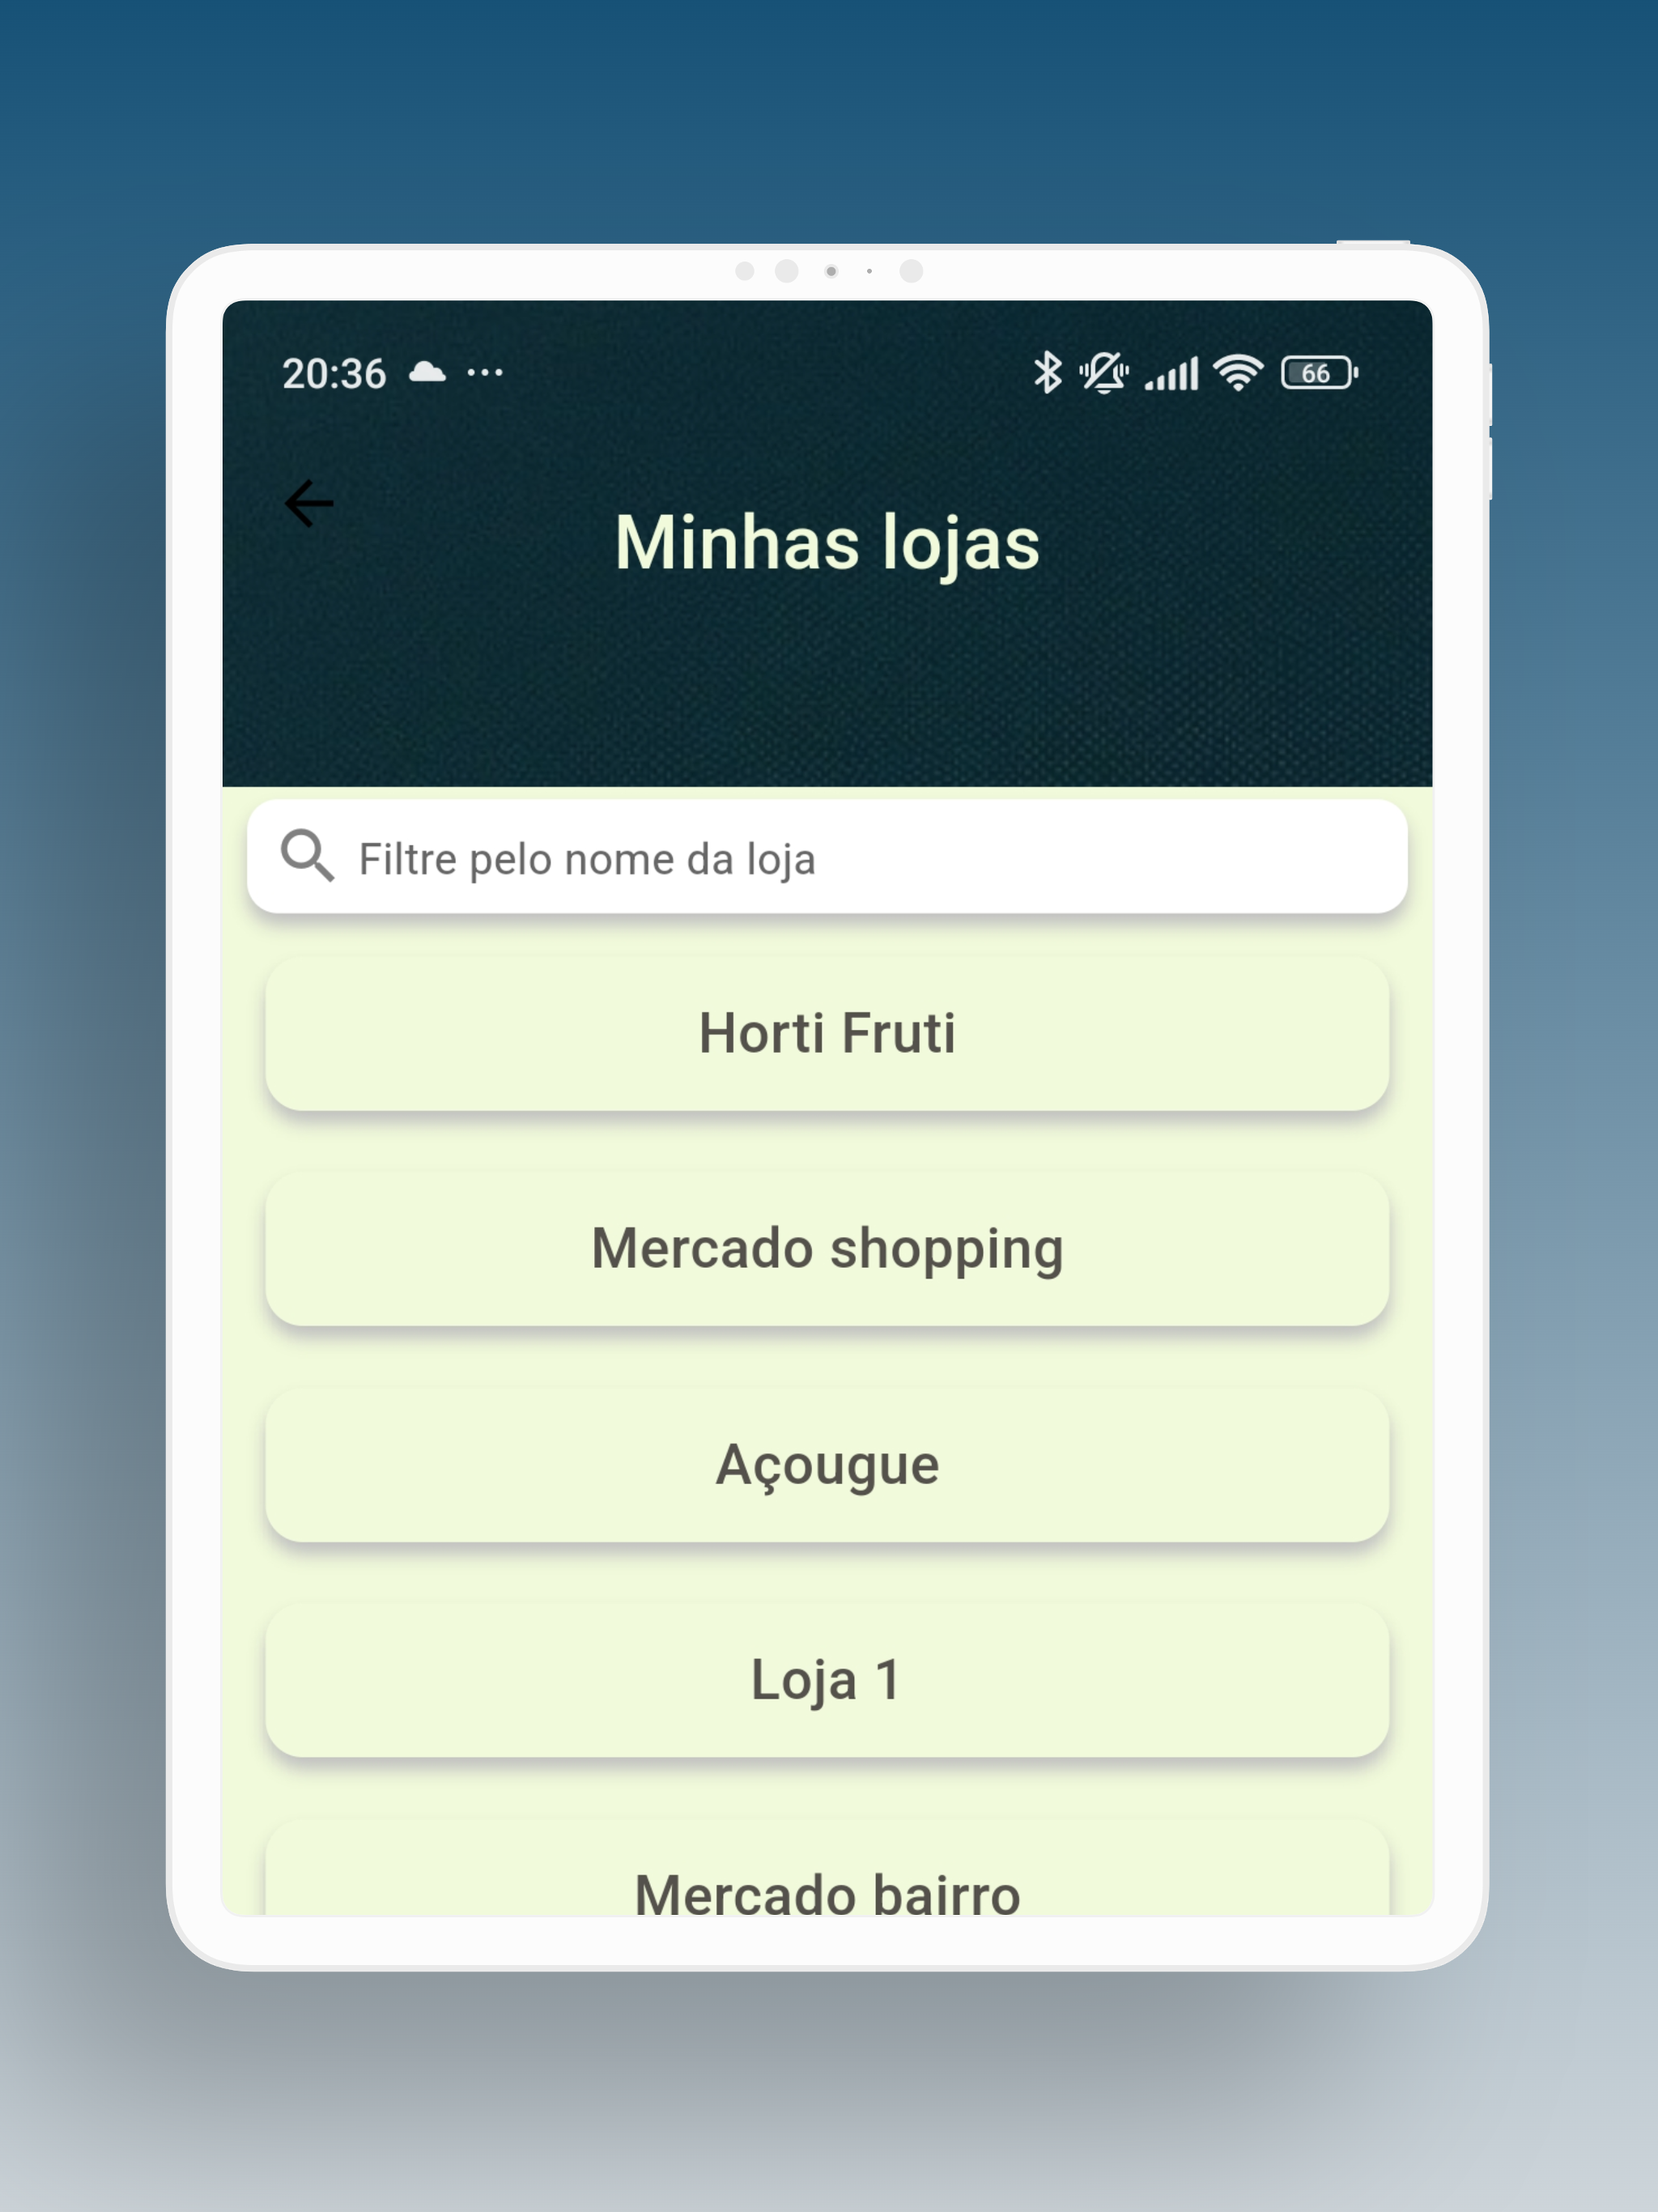 20:36 66
Minhas lojas
Filtre pelo nome da loja
Horti Fruti
Mercado shopping
Açougue
Loja 1
Mercado bairro